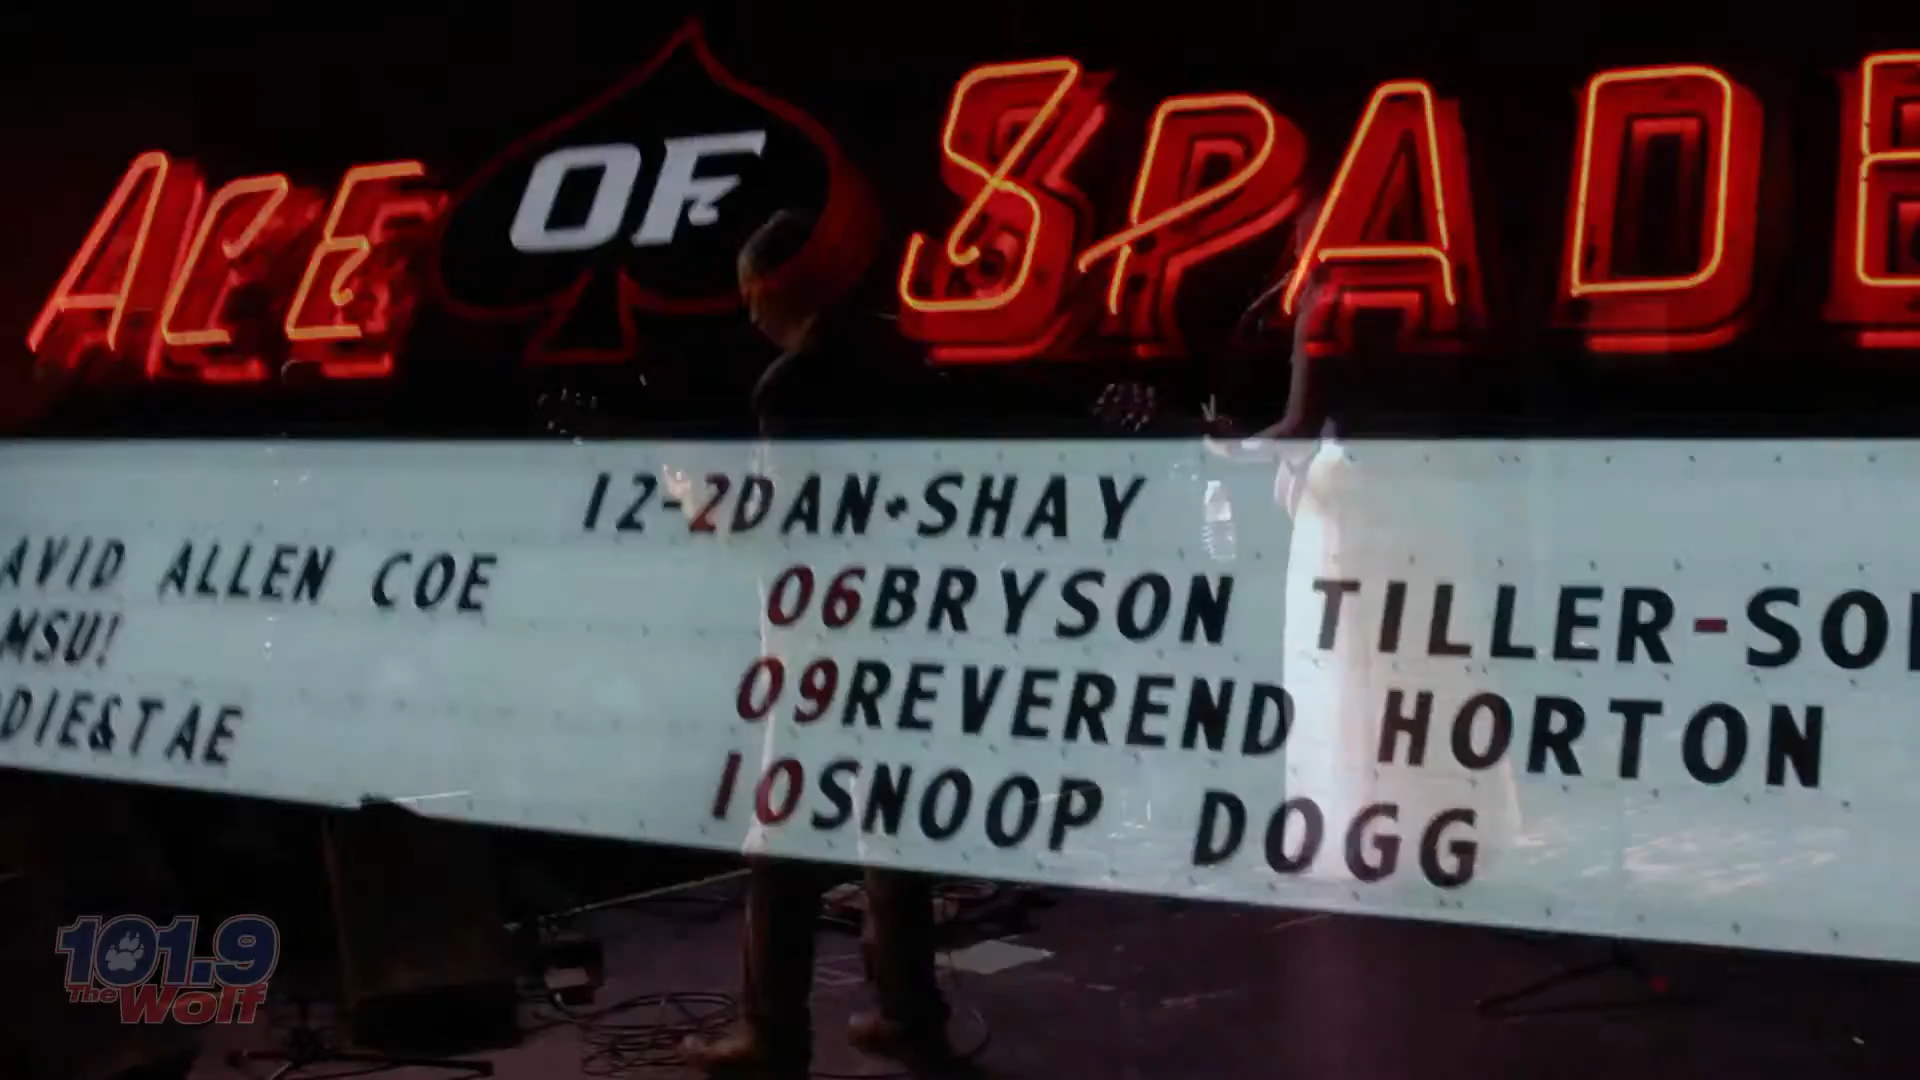 ACE OF SPADE
12-2DAN+SHAY
AVID ALLEN COE
06BRYSON TILLER-SO
MSU!
09REVEREND HORTON
DIE&TAE
10SNOOP DOGG
101.9
The Wolf